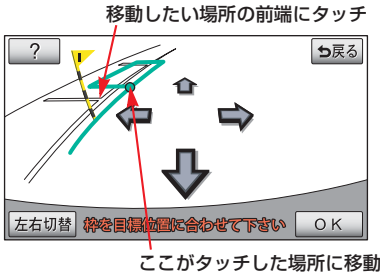 移動したい場所の前端にタッチ
?
戻る
左右切替
枠を目標位置に合わせて下さい
OK
ここがタッチした場所に移動